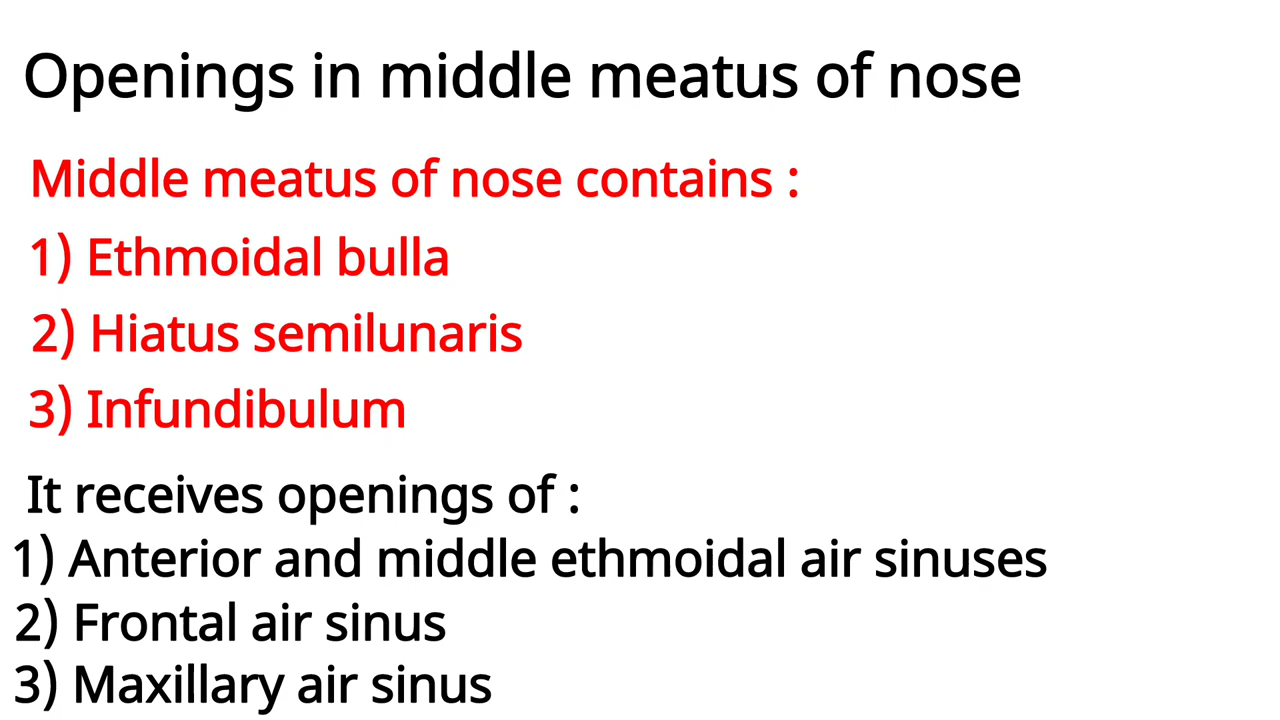 Openings in middle meatus of nose
Middle meatus of nose contains :
1) Ethmoidal bulla
2) Hiatus semilunaris
3) Infundibulum
It receives openings of :
1) Anterior and middle ethmoidal air sinuses
2) Frontal air sinus
3) Maxillary air sinus